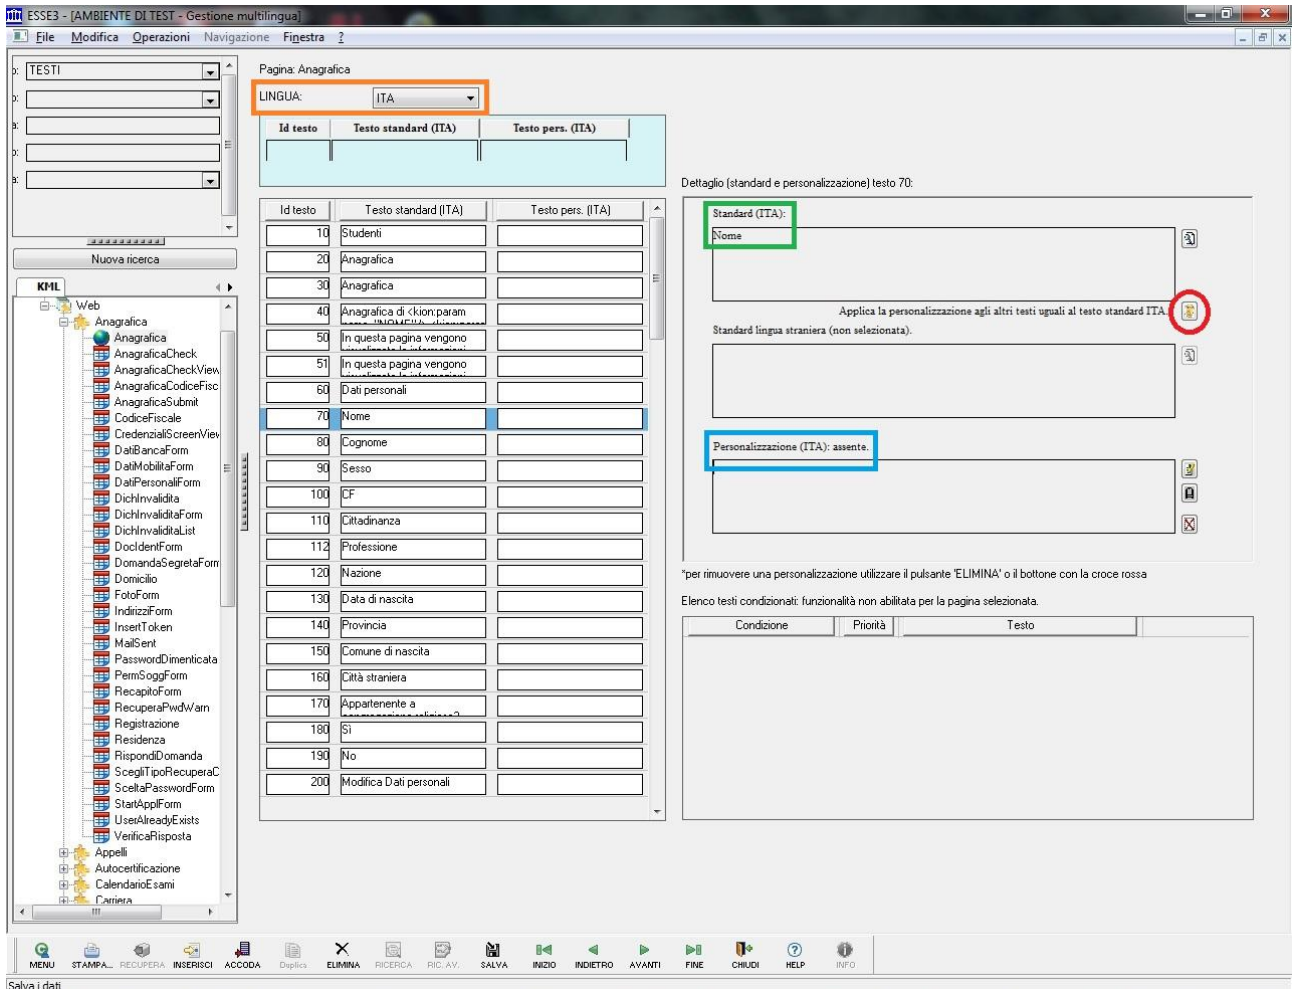 ESSE3 - [AMBIENTE DI TEST - Gestione multilingua]
File Modifica Operazioni Navigazione Finestra ?
TESTI
Nuova ricerca
KML
Web
Anagrafica
Anagrafica
AnagraficaCheck
AnagraficaCheckView
AnagraficaCodiceFisc
AnagraficaSubmit
CodiceFiscale
CredenzialiScreenView
DatiBancaForm
DatiMobilitaForm
DatiPersonaliForm
DichInvalidita
DichInvaliditaForm
DichInvaliditaList
DocIdentForm
DomandaSegretaForm
Domicilio
FotoForm
IndirizziForm
InsertToken
MailSent
PasswordDimenticata
PermSoggForm
RecapitoForm
RecuperaPwdWarn
Registrazione
Residenza
RispondiDomanda
ScegliTipoRecuperaC
SceltaPasswordForm
StartApplForm
UserAlreadyExists
VerificaRisposta
Appelli
Autocertificazione
CalendarioEsami
Carriera
Pagina: Anagrafica
LINGUA: ITA
Id testo Testo standard (ITA) Testo pers. (ITA)
Id testo Testo standard (ITA) Testo pers. (ITA)
10 Studenti
20 Anagrafica
30 Anagrafica
40 Anagrafica di <kion:param
50 In questa pagina vengono
51 In questa pagina vengono
60 Dati personali
70 Nome
80 Cognome
90 Sesso
100 CF
110 Cittadinanza
112 Professione
120 Nazione
130 Data di nascita
140 Provincia
150 Comune di nascita
160 Città straniera
170 Appartenente a
180 Sì
190 No
200 Modifica Dati personali
Dettaglio (standard e personalizzazione) testo 70:
Standard (ITA):
Nome
Applica la personalizzazione agli altri testi uguali al testo standard ITA.
Standard lingua straniera (non selezionata).
Personalizzazione (ITA): assente.
*per rimuovere una personalizzazione utilizzare il pulsante 'ELIMINA' o il bottone con la croce rossa
Elenco testi condizionati: funzionalità non abilitata per la pagina selezionata.
Condizione Priorità Testo
MENU STAMPA... RECUPERA INSERISCI ACCODA Duplica ELIMINA RICERCA RIC. AV. SALVA INIZIO INDIETRO AVANTI FINE CHIUDI HELP INFO
Salva i dati